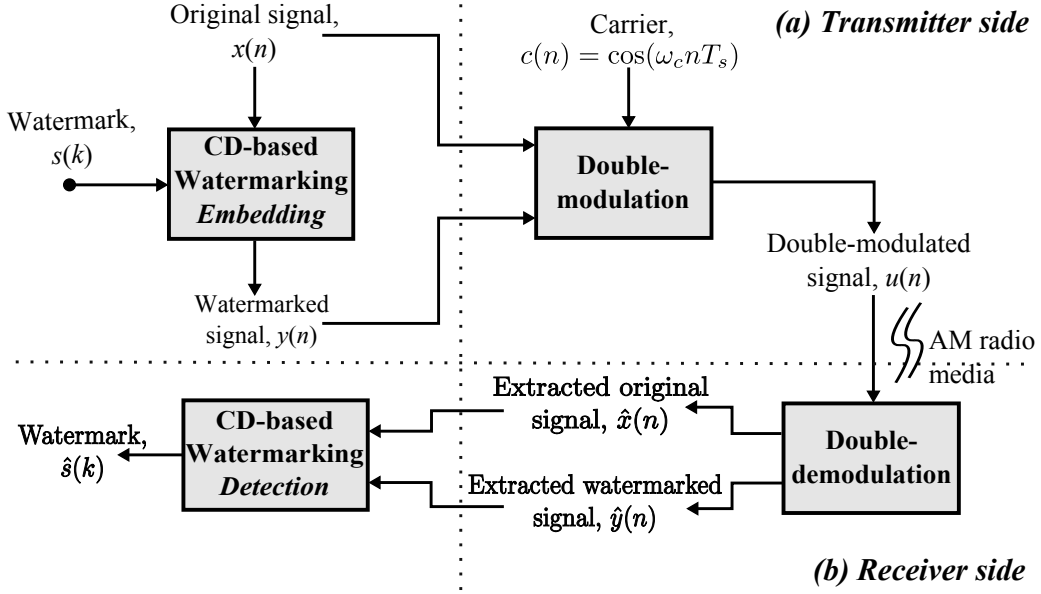 Original signal,
x(n)
Carrier,
c(n) = cos(ω_c nT_s)
(a) Transmitter side
Watermark,
s(k)
CD-based
Watermarking
Embedding
Double-
modulation
Watermarked
signal, y(n)
Double-modulated
signal, u(n)
AM radio
media
Extracted original
signal, x̂(n)
Double-
demodulation
CD-based
Watermarking
Detection
Watermark,
ŝ(k)
Extracted watermarked
signal, ŷ(n)
(b) Receiver side